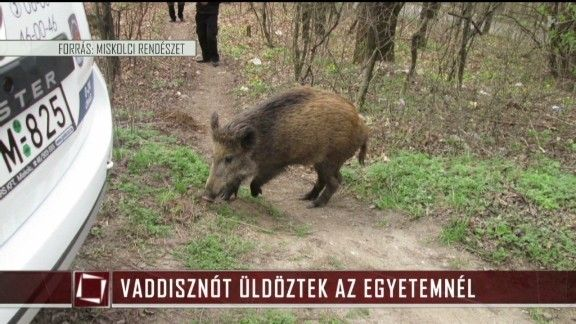 FORRÁS: MISKOLCI RENDÉSZET
STER
M·825
VADDISZNÓT ÜLDÖZTEK AZ EGYETEMNÉL